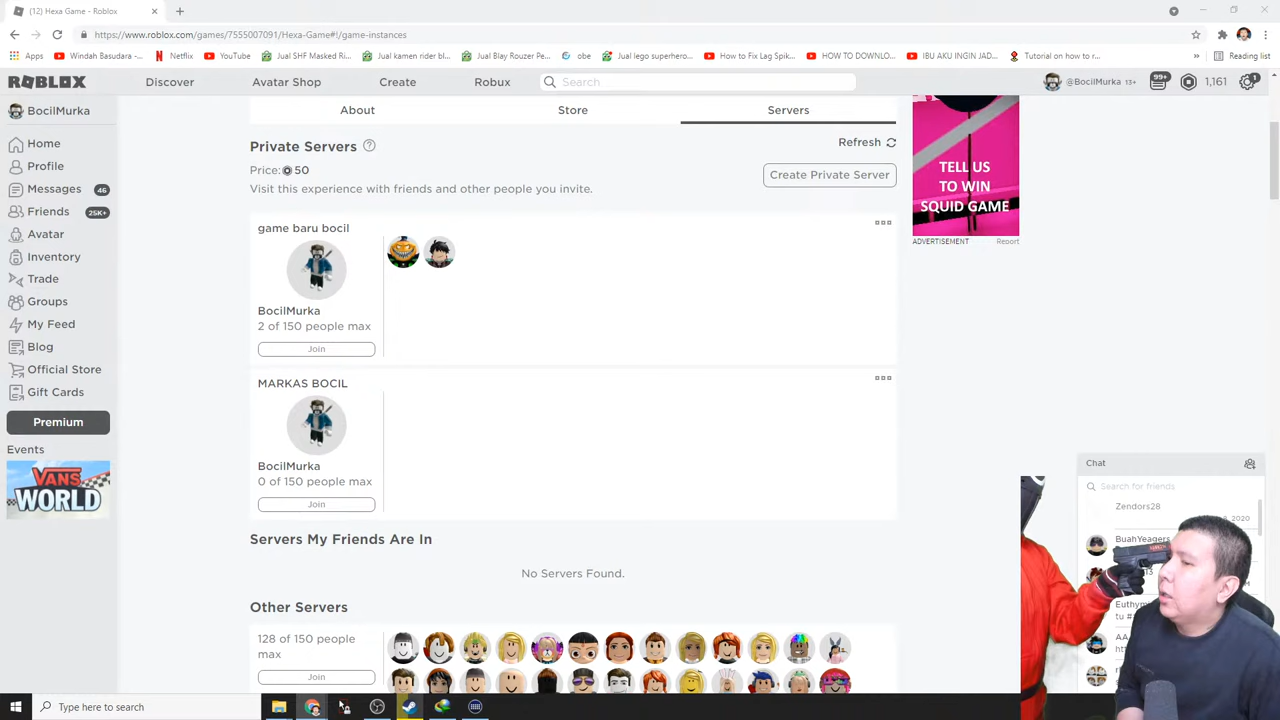 (12) Hexa Game - Roblox
https://www.roblox.com/games/7555007091/Hexa-Game#!/game-instances
Apps
Windah Basudara -...
Netflix
YouTube
Jual SHF Masked Ri...
Jual kamen rider bl...
Jual Blay Rouzer Pe...
obe
Jual lego superhero...
How to Fix Lag Spik...
HOW TO DOWNLO...
IBU AKU INGIN JAD...
Tutorial on how to r...
»
Reading list
ROBLOX
Discover
Avatar Shop
Create
Robux
Search
@BocilMurka 13+
99+
1,161
1
BocilMurka
Home
Profile
Messages 46
Friends 25K+
Avatar
Inventory
Trade
Groups
My Feed
Blog
Official Store
Gift Cards
Premium
Events
VANS
WORLD
About
Store
Servers
Private Servers
Refresh
Price: 50
Create Private Server
Visit this experience with friends and other people you invite.
game baru bocil
BocilMurka
2 of 150 people max
Join
MARKAS BOCIL
BocilMurka
0 of 150 people max
Join
Servers My Friends Are In
No Servers Found.
Other Servers
128 of 150 people
max
Join
TELL US
TO WIN
SQUID GAME
ADVERTISEMENT
Report
Chat
Search for friends
Zendors28
2020
BuahYeagers
Euthym
tu #
AA
Type here to search